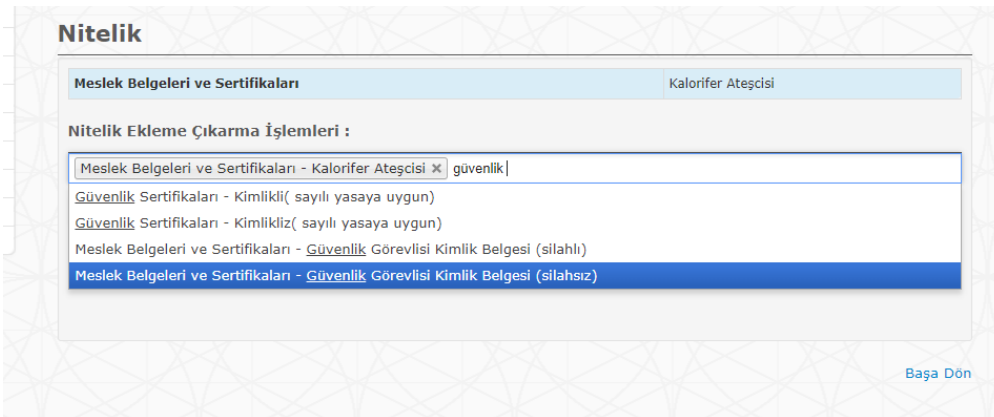 Nitelik
Meslek Belgeleri ve Sertifikaları Kalorifer Ateşcisi
Nitelik Ekleme Çıkarma İşlemleri :
Meslek Belgeleri ve Sertifikaları - Kalorifer Ateşcisi × güvenlik
Güvenlik Sertifikaları - Kimlikli( sayılı yasaya uygun)
Güvenlik Sertifikaları - Kimlikliz( sayılı yasaya uygun)
Meslek Belgeleri ve Sertifikaları - Güvenlik Görevlisi Kimlik Belgesi (silahlı)
Meslek Belgeleri ve Sertifikaları - Güvenlik Görevlisi Kimlik Belgesi (silahsız)
Başa Dön